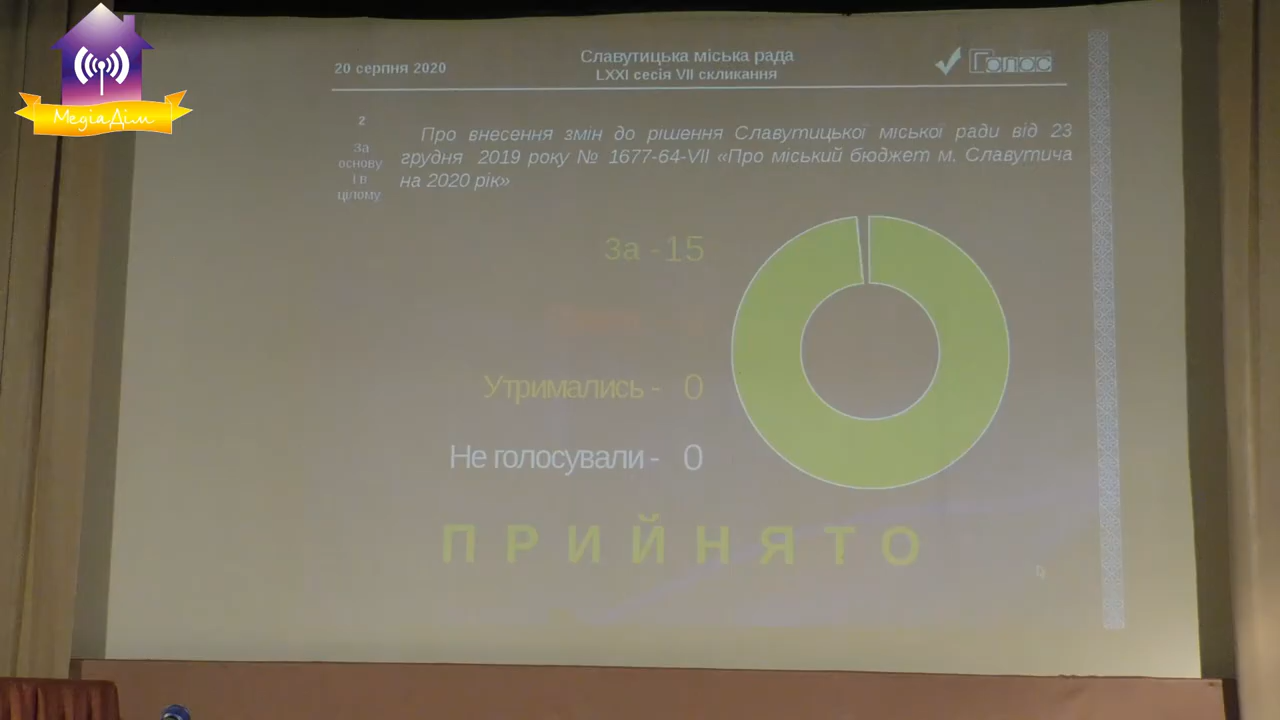 МедіаДім
20 серпня 2020
Славутицька міська рада
LXXI сесія VII скликання
Голос
2
За
основу
і в
цілому
Про внесення змін до рішення Славутицької міської ради від 23
грудня 2019 року № 1677-64-VII «Про міський бюджет м. Славутича
на 2020 рік»
За - 15
Утримались - 0
Не голосували - 0
ПРИЙНЯТО